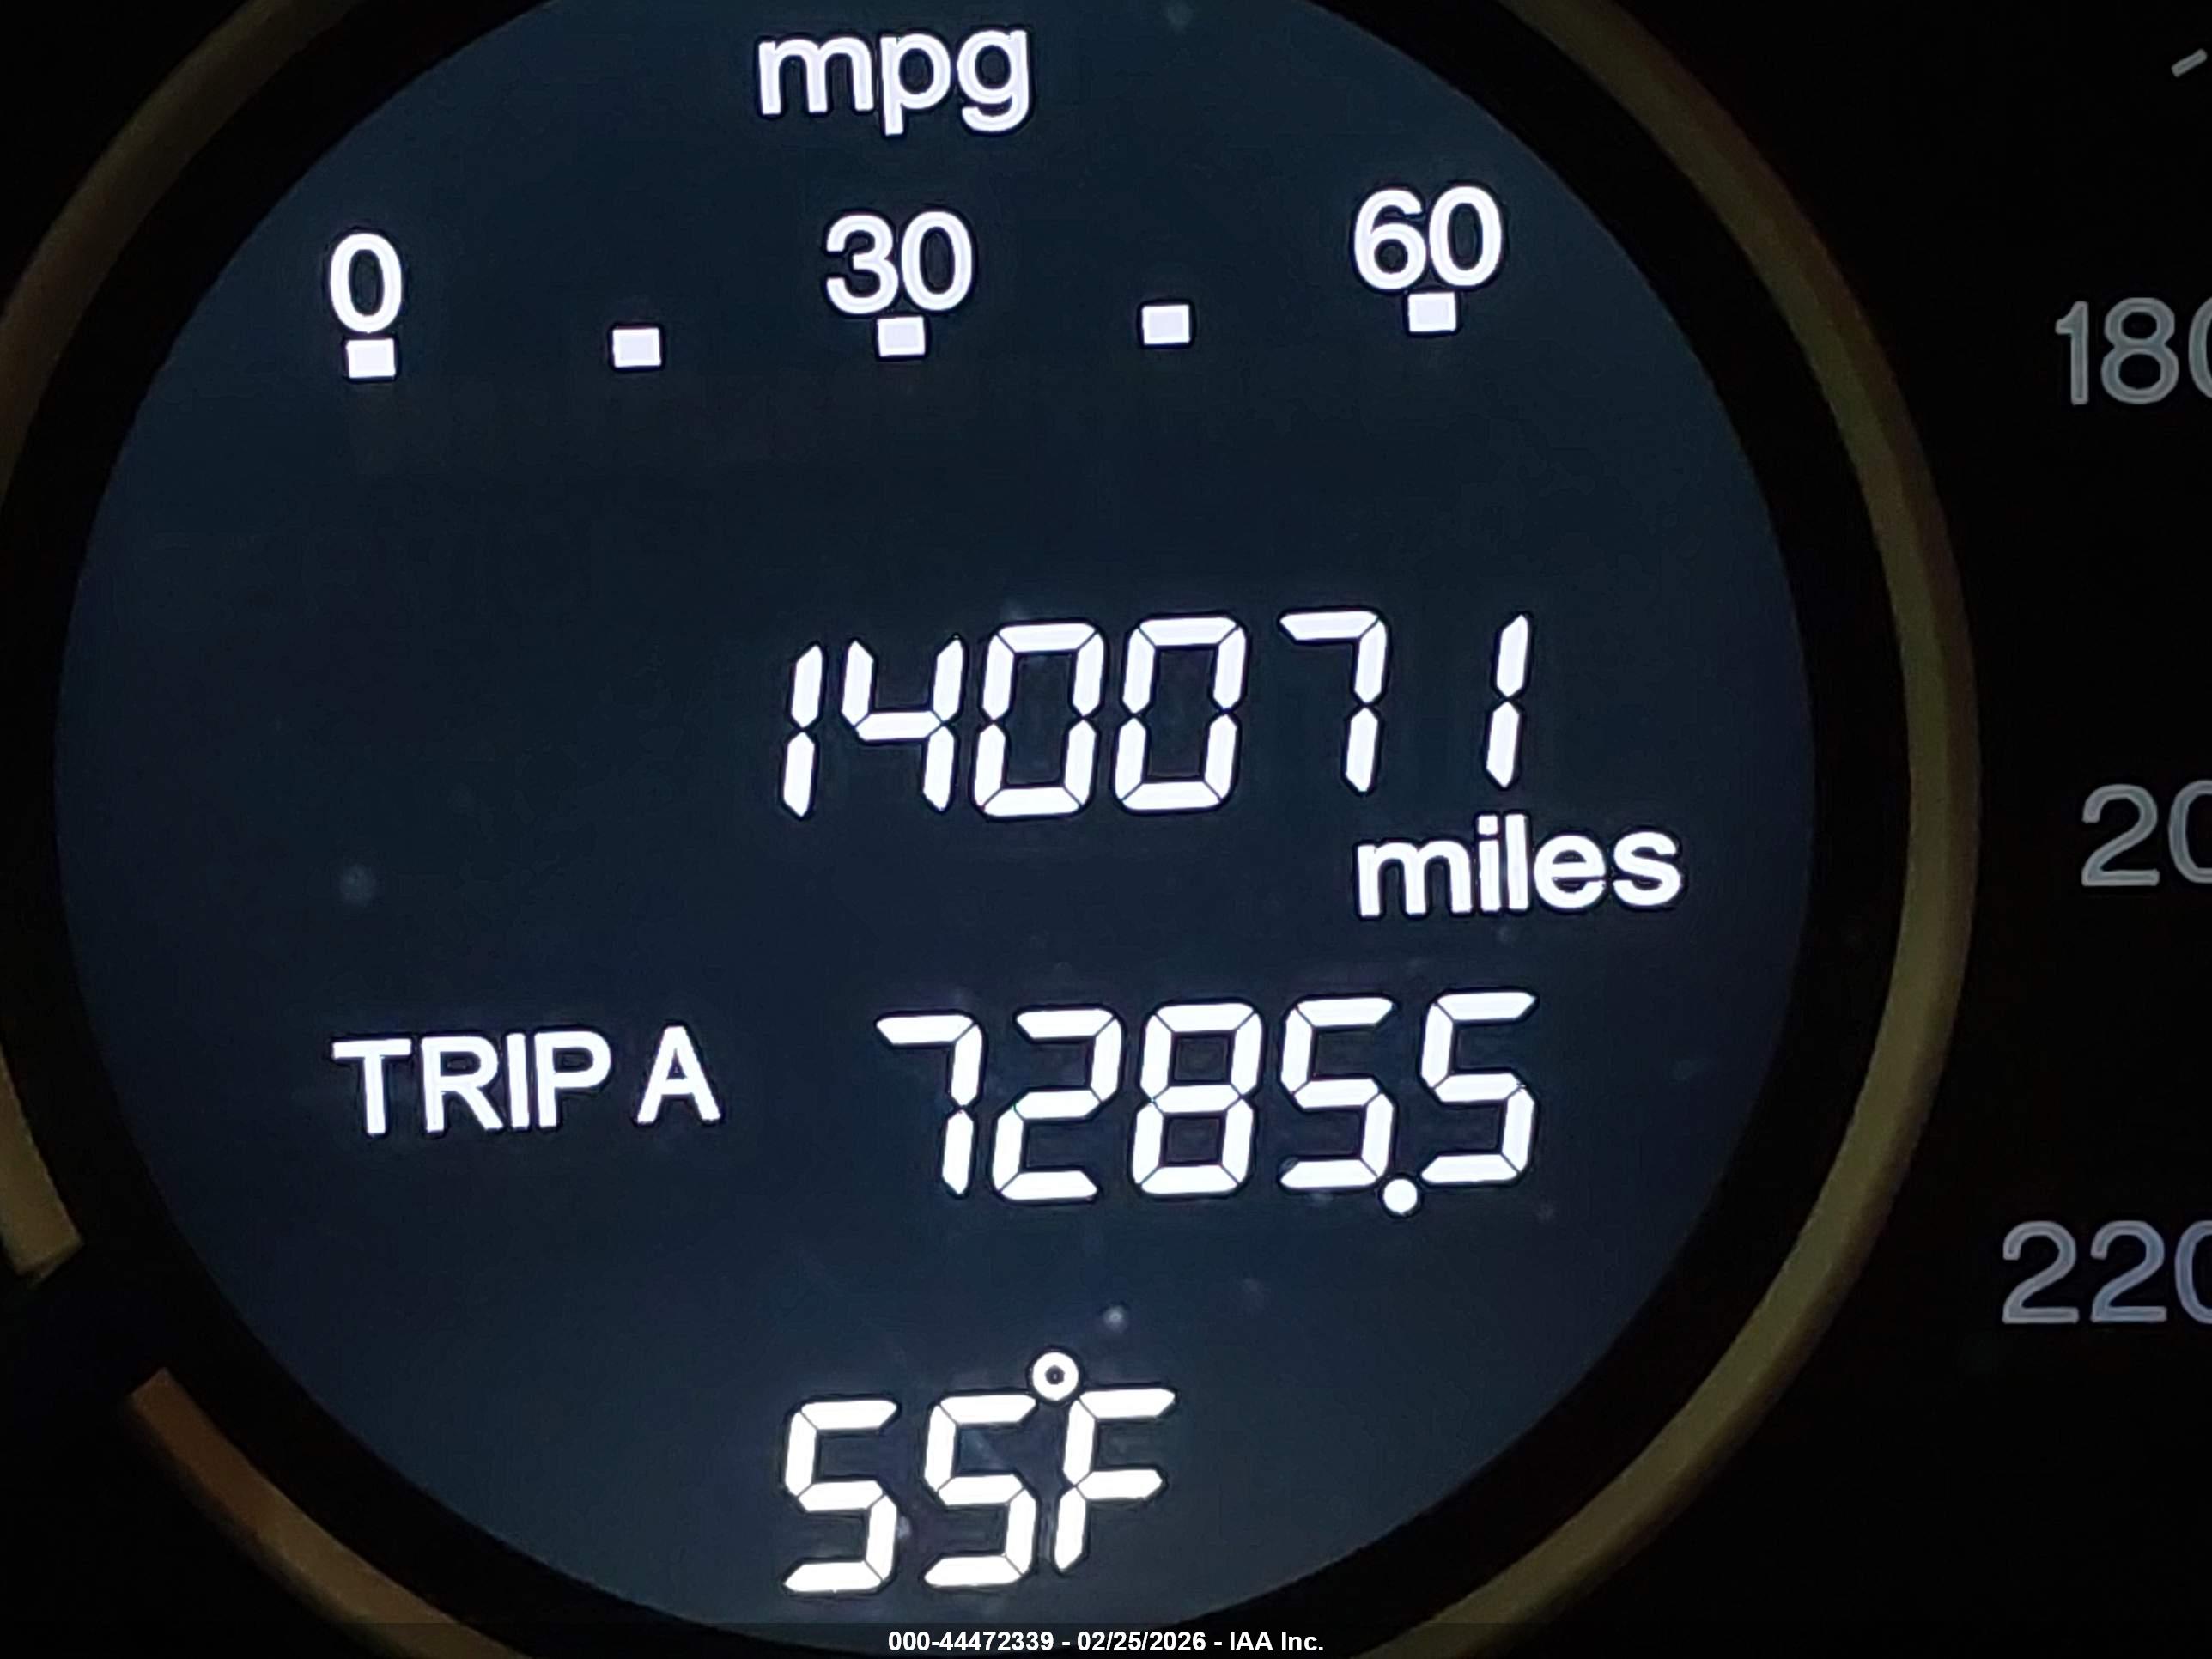 mpg
0 30 60
180
140071
miles
20
TRIP A 7285.5
220
55°F
000-44472339 - 02/25/2026 - IAA Inc.